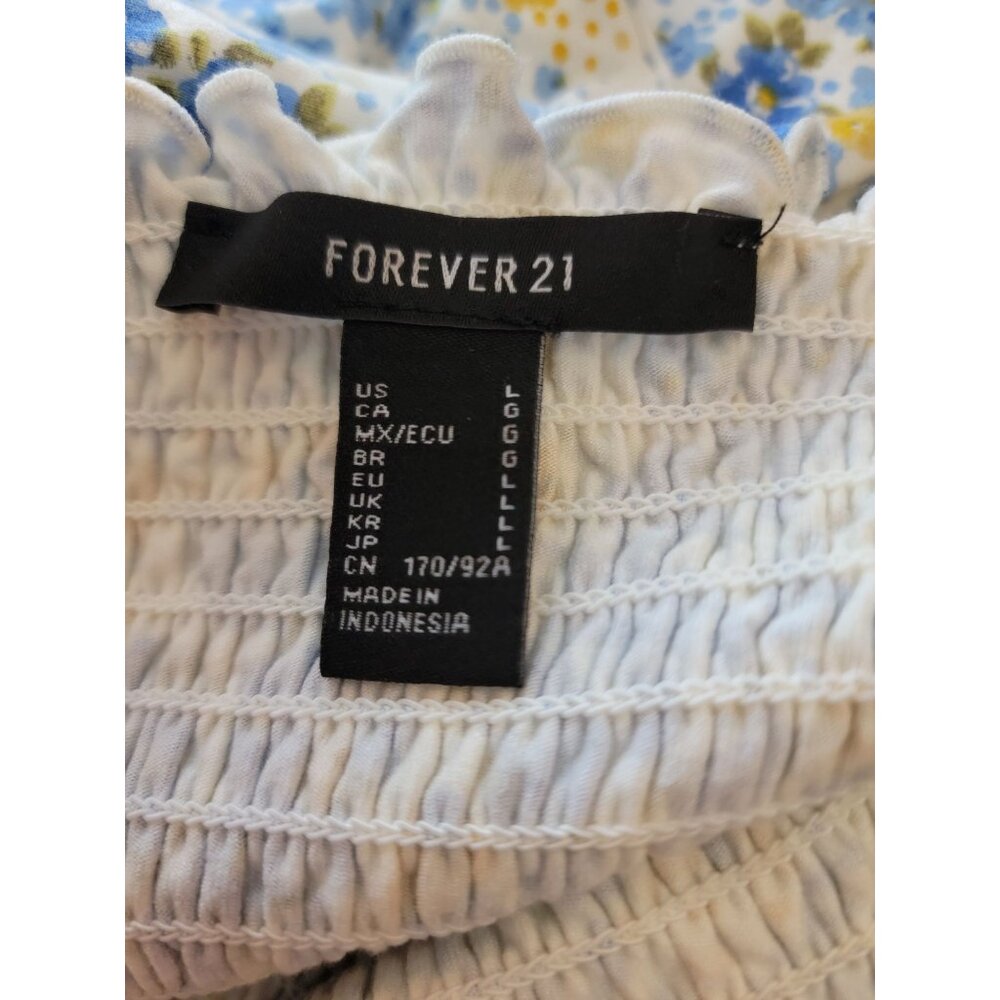 FOREVER 21
US L
CA G
MX/ECU G
BR G
EU L
UK L
KR L
JP L
CN 170/92A
MADE IN
INDONESIA